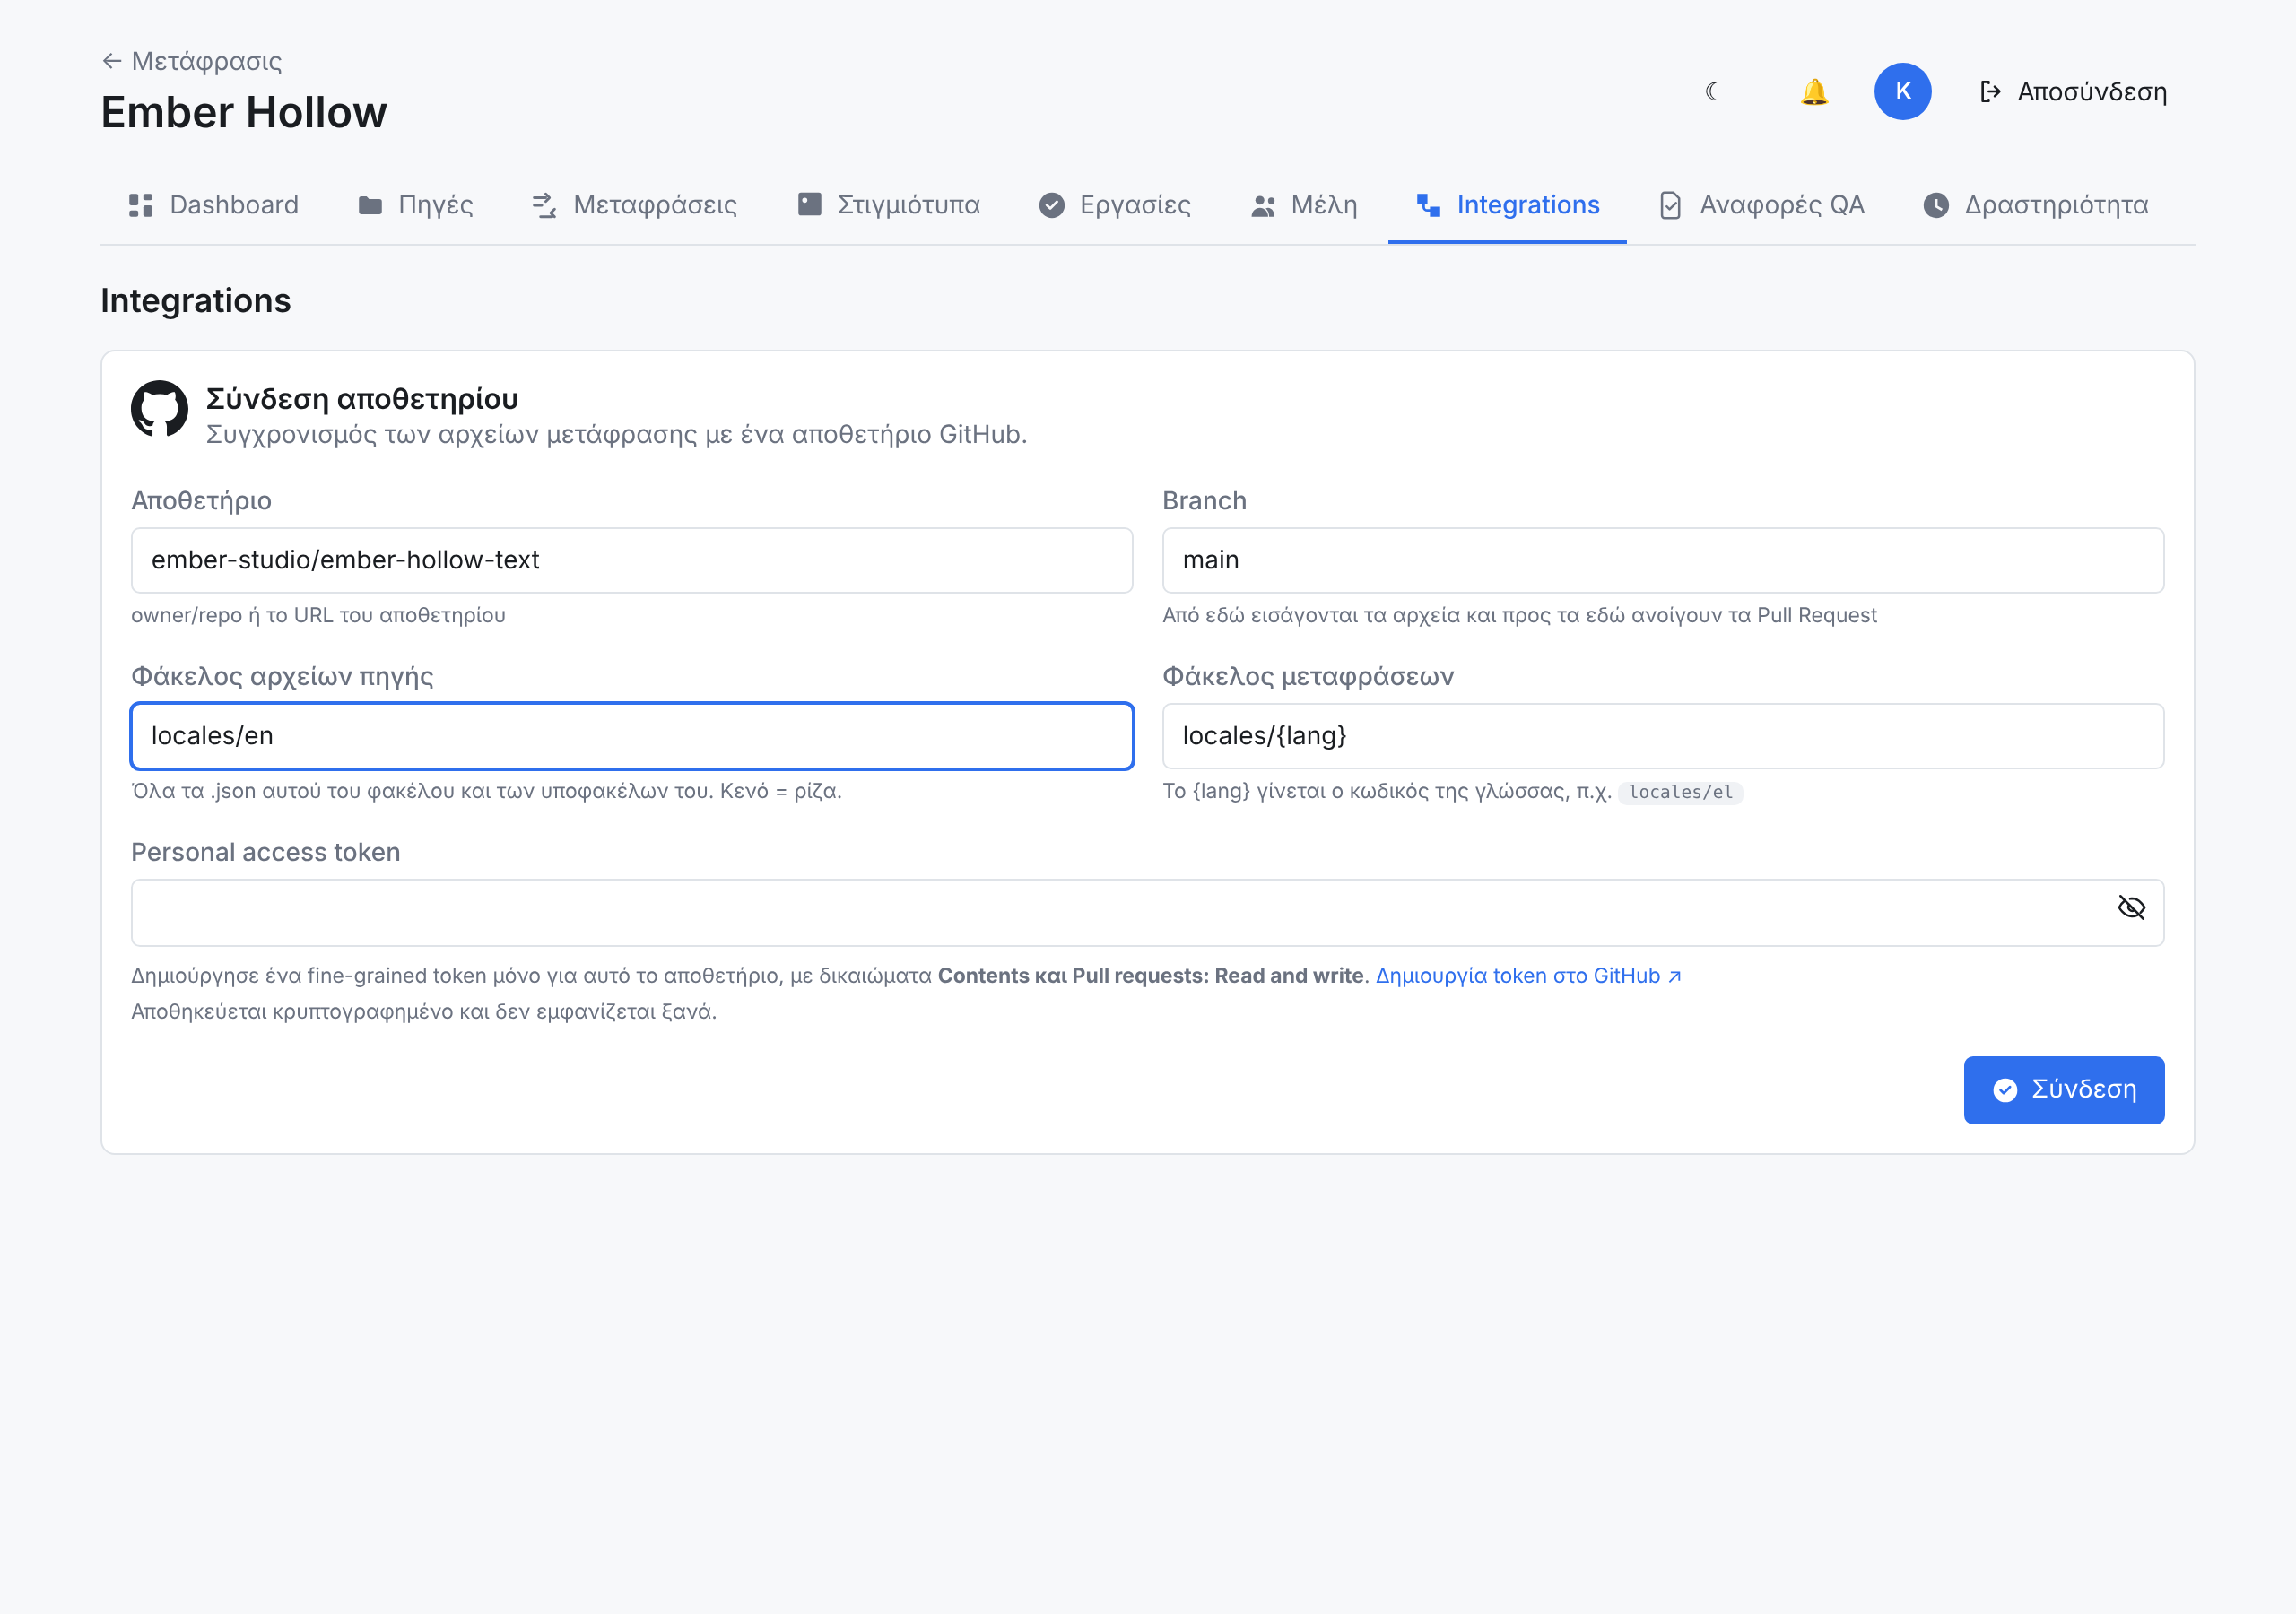 ← Μετάφρασις
Ember Hollow
K
Αποσύνδεση
Dashboard
Πηγές
Μεταφράσεις
Στιγμιότυπα
Εργασίες
Μέλη
Integrations
Αναφορές QA
Δραστηριότητα
Integrations
Σύνδεση αποθετηρίου
Συγχρονισμός των αρχείων μετάφρασης με ένα αποθετήριο GitHub.
Αποθετήριο
ember-studio/ember-hollow-text
owner/repo ή το URL του αποθετηρίου
Branch
main
Από εδώ εισάγονται τα αρχεία και προς τα εδώ ανοίγουν τα Pull Request
Φάκελος αρχείων πηγής
locales/en
Όλα τα .json αυτού του φακέλου και των υποφακέλων του. Κενό = ρίζα.
Φάκελος μεταφράσεων
locales/{lang}
Το {lang} γίνεται ο κωδικός της γλώσσας, π.χ. locales/el
Personal access token
Δημιούργησε ένα fine-grained token μόνο για αυτό το αποθετήριο, με δικαιώματα Contents και Pull requests: Read and write. Δημιουργία token στο GitHub ↗
Αποθηκεύεται κρυπτογραφημένο και δεν εμφανίζεται ξανά.
Σύνδεση